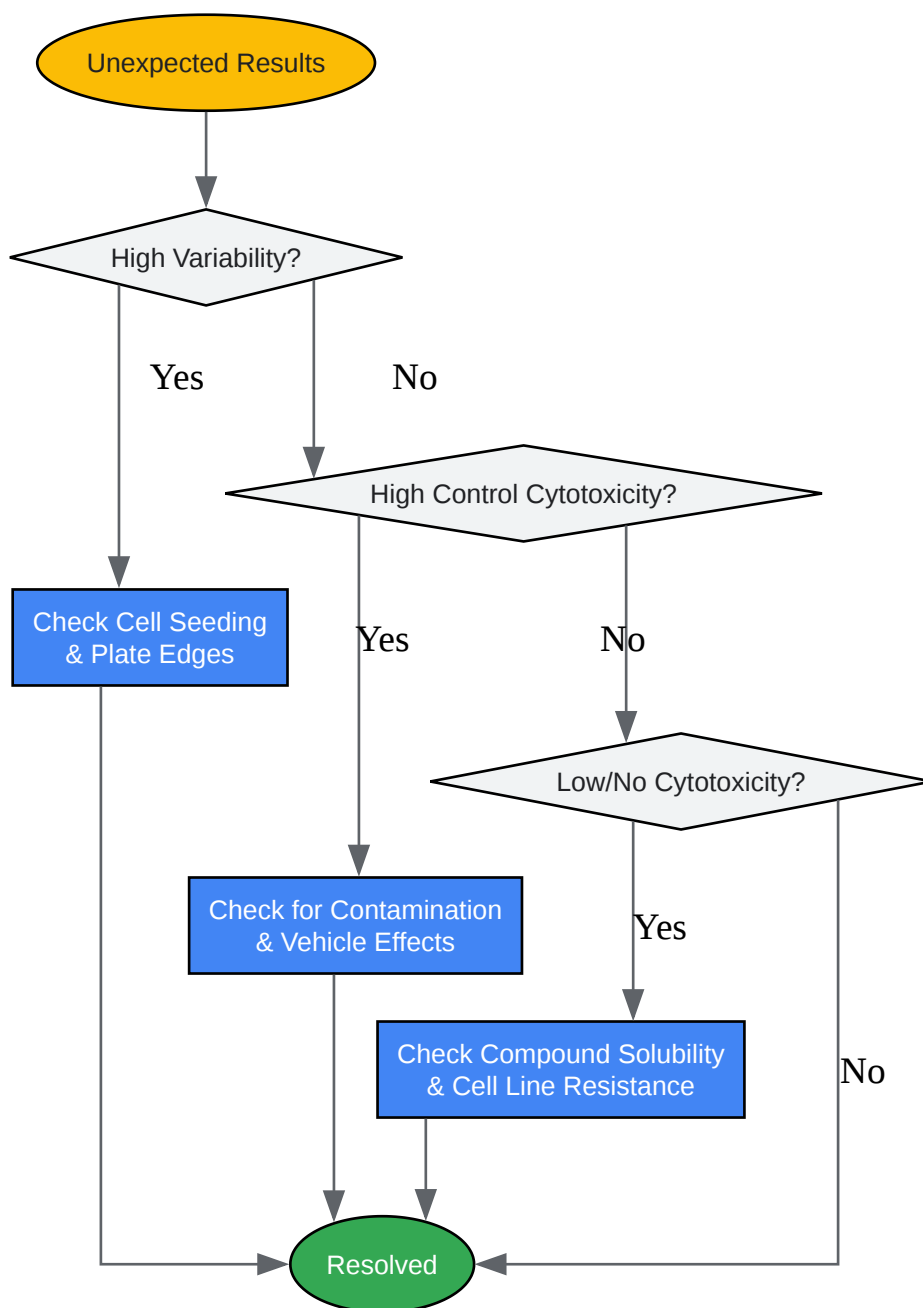 Unexpected Results
High Variability?
Yes
No
High Control Cytotoxicity?
Check Cell Seeding
& Plate Edges
Yes
No
Low/No Cytotoxicity?
Check for Contamination
& Vehicle Effects
Yes
Check Compound Solubility
& Cell Line Resistance
No
Resolved